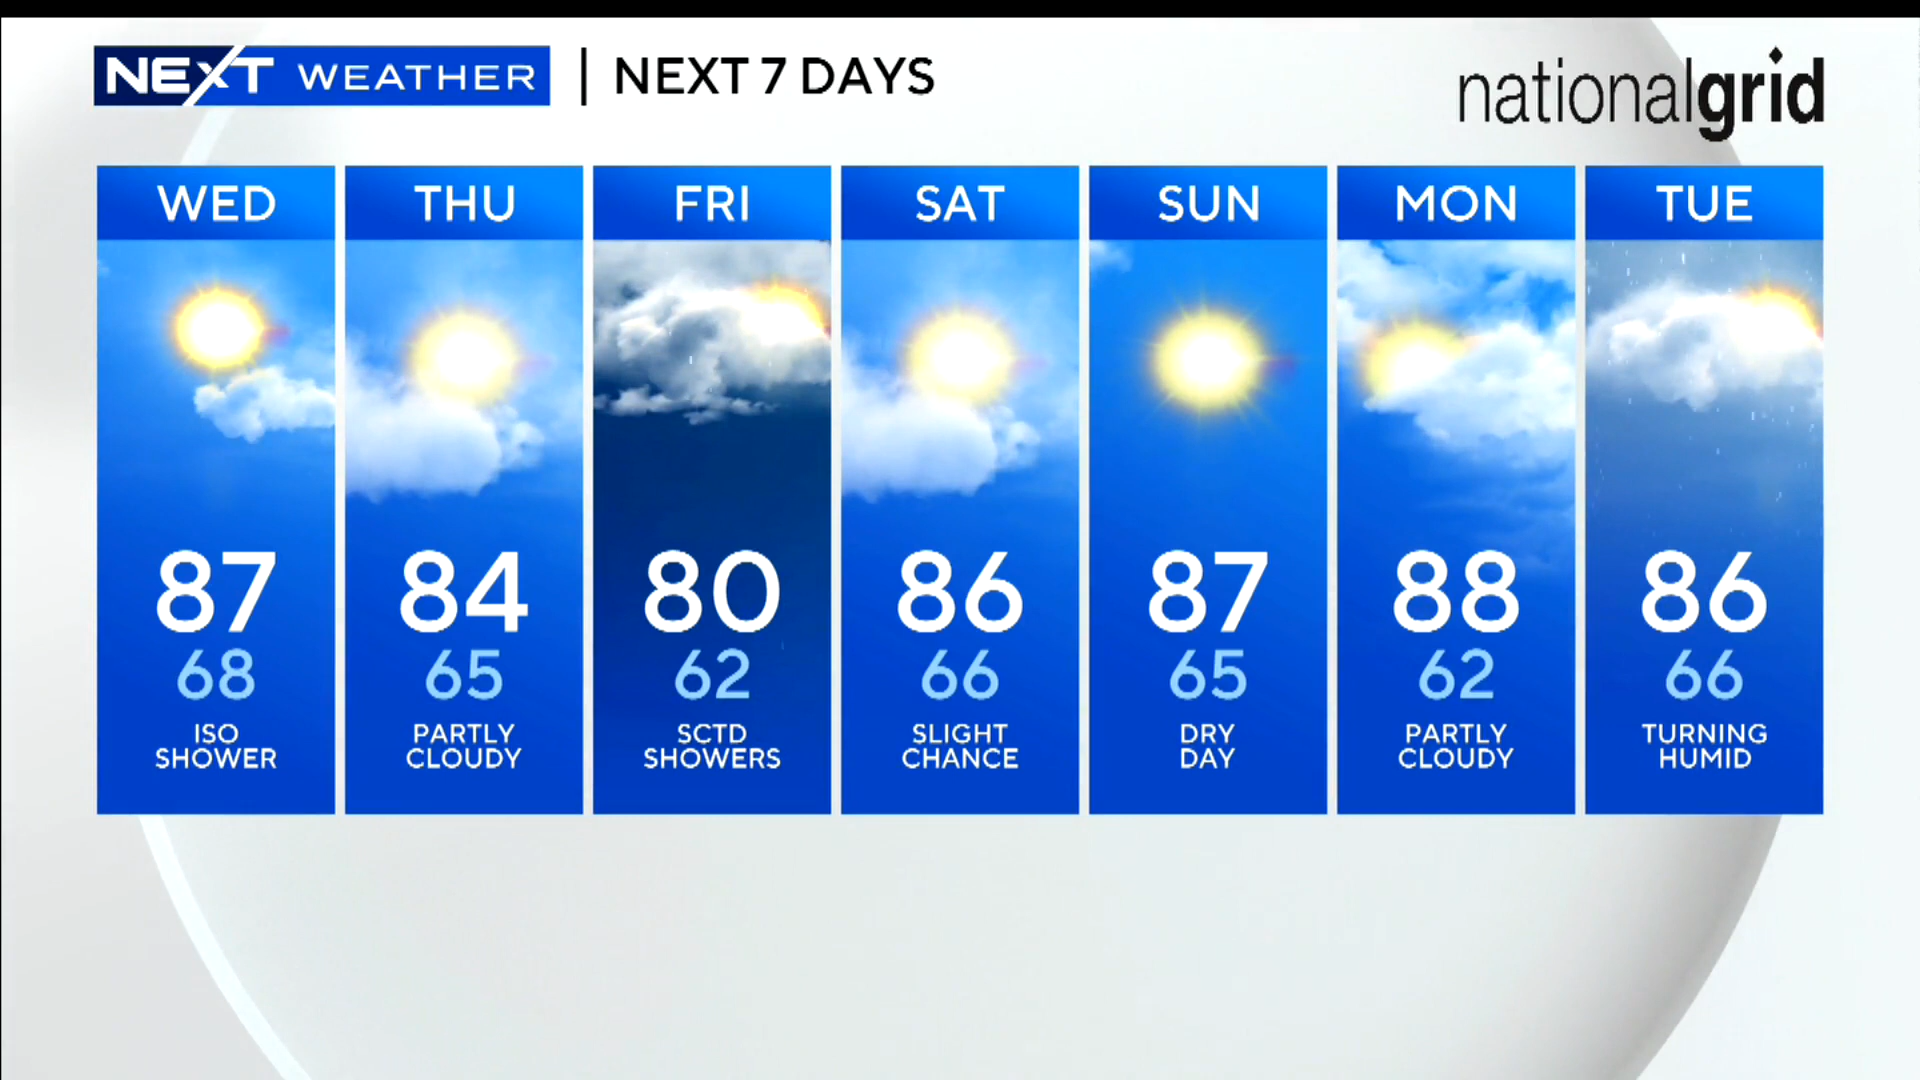 NEXT WEATHER | NEXT 7 DAYS
nationalgrid
WED
THU
FRI
SAT
SUN
MON
TUE
87
84
80
86
87
88
86
68
65
62
66
65
62
66
ISO
SHOWER
PARTLY
CLOUDY
SCTD
SHOWERS
SLIGHT
CHANCE
DRY
DAY
PARTLY
CLOUDY
TURNING
HUMID